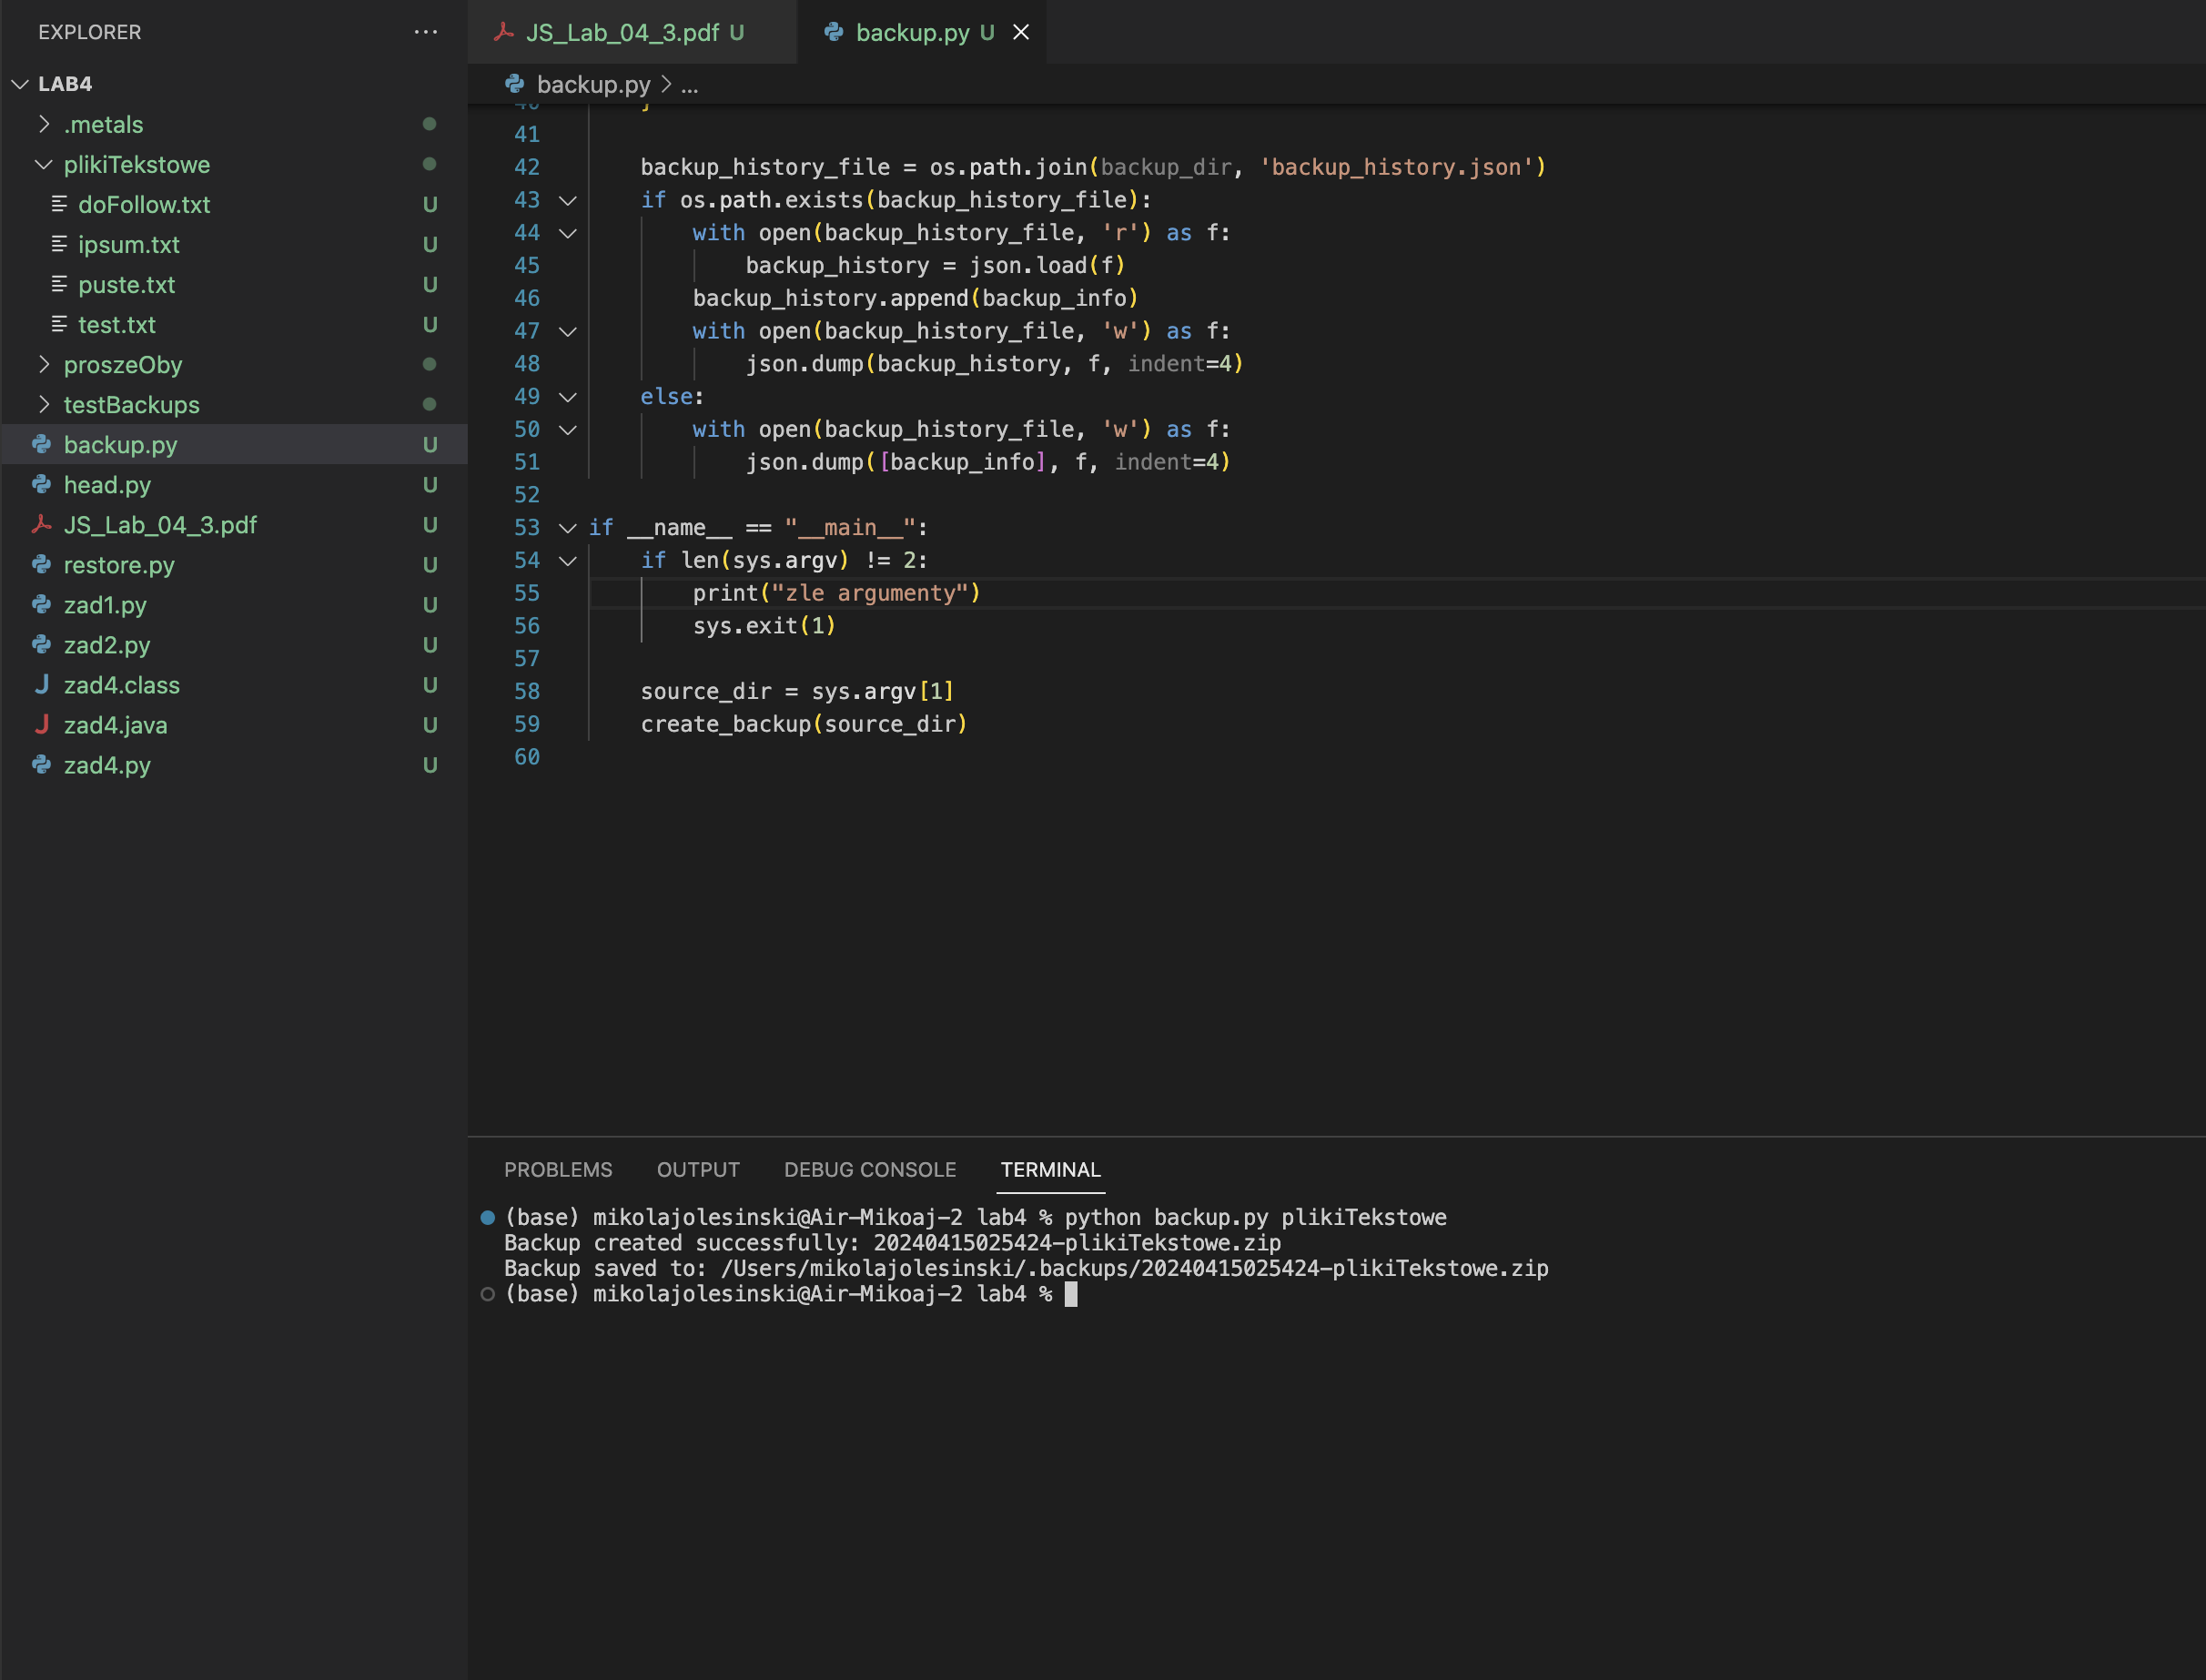 EXPLORER
LAB4
.metals
plikiTekstowe
doFollow.txt U
ipsum.txt U
puste.txt U
test.txt U
proszeOby
testBackups
backup.py U
head.py U
JS_Lab_04_3.pdf U
restore.py U
zad1.py U
zad2.py U
zad4.class U
zad4.java U
zad4.py U
JS_Lab_04_3.pdf U
backup.py U
backup.py > ...
40 }
41
42 backup_history_file = os.path.join(backup_dir, 'backup_history.json')
43 if os.path.exists(backup_history_file):
44 with open(backup_history_file, 'r') as f:
45 backup_history = json.load(f)
46 backup_history.append(backup_info)
47 with open(backup_history_file, 'w') as f:
48 json.dump(backup_history, f, indent=4)
49 else:
50 with open(backup_history_file, 'w') as f:
51 json.dump([backup_info], f, indent=4)
52
53 if __name__ == "__main__":
54 if len(sys.argv) != 2:
55 print("zle argumenty")
56 sys.exit(1)
57
58 source_dir = sys.argv[1]
59 create_backup(source_dir)
60
PROBLEMS OUTPUT DEBUG CONSOLE TERMINAL
(base) mikolajolesinski@Air-Mikoaj-2 lab4 % python backup.py plikiTekstowe
Backup created successfully: 20240415025424-plikiTekstowe.zip
Backup saved to: /Users/mikolajolesinski/.backups/20240415025424-plikiTekstowe.zip
(base) mikolajolesinski@Air-Mikoaj-2 lab4 %